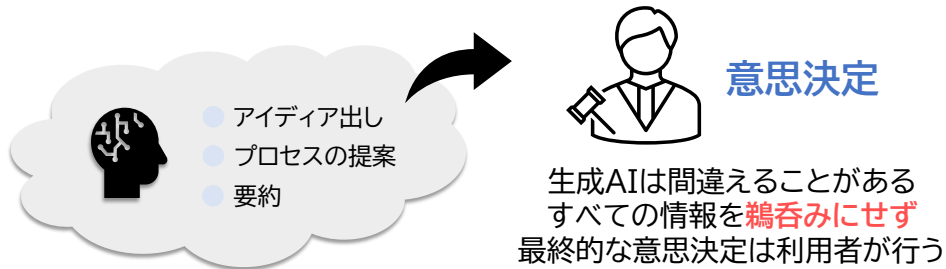 アイディア出し
プロセスの提案
要約
意思決定
生成AIは間違えることがある
すべての情報を鵜呑みにせず
最終的な意思決定は利用者が行う